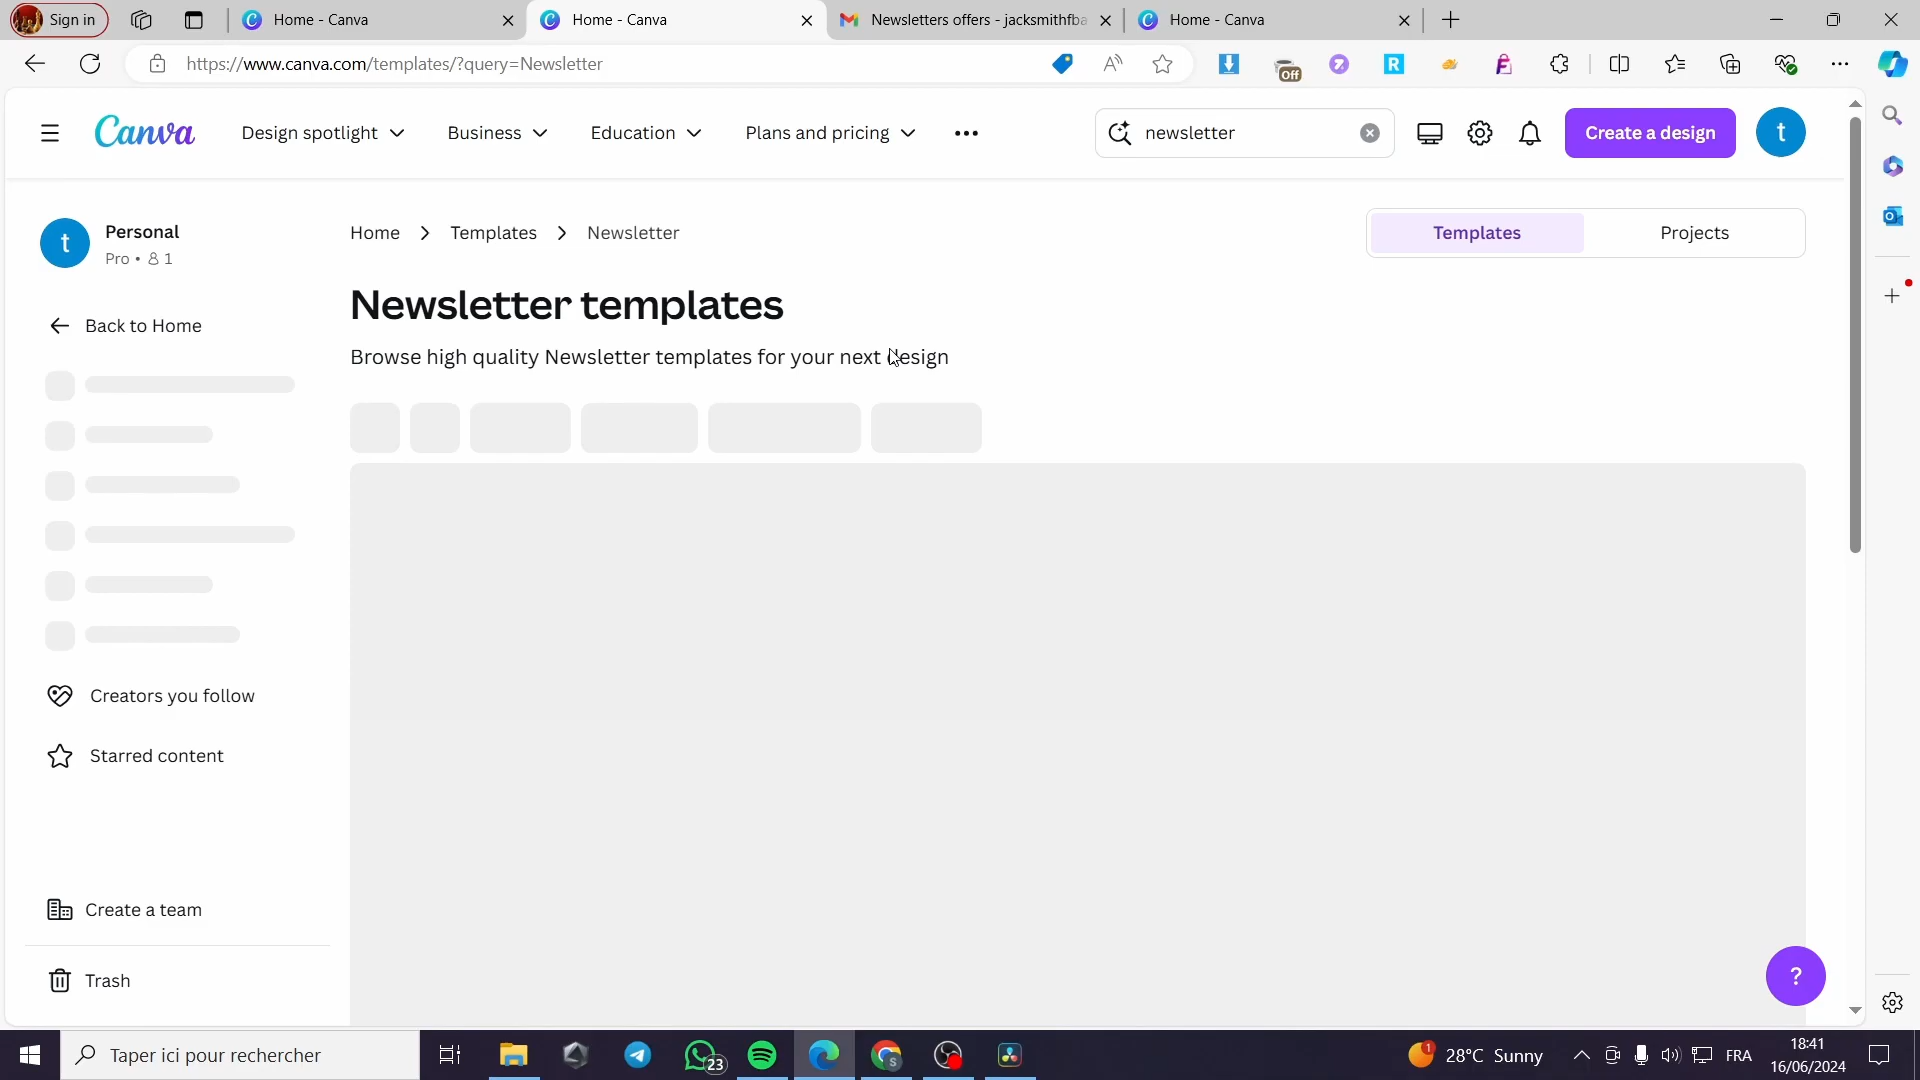 Sign in
Home - Canva
Home - Canva
Newsletters offers - jacksmithfba
Home - Canva
https://www.canva.com/templates/?query=Newsletter
Off
Canva
Design spotlight
Business
Education
Plans and pricing
newsletter
Create a design
t
t
Personal
Pro • 1
Home
Templates
Newsletter
Templates
Projects
Newsletter templates
Back to Home
Browse high quality Newsletter templates for your next design
Creators you follow
Starred content
Create a team
Trash
?
Taper ici pour rechercher
23
S
1
28°C Sunny
FRA
18:41
16/06/2024